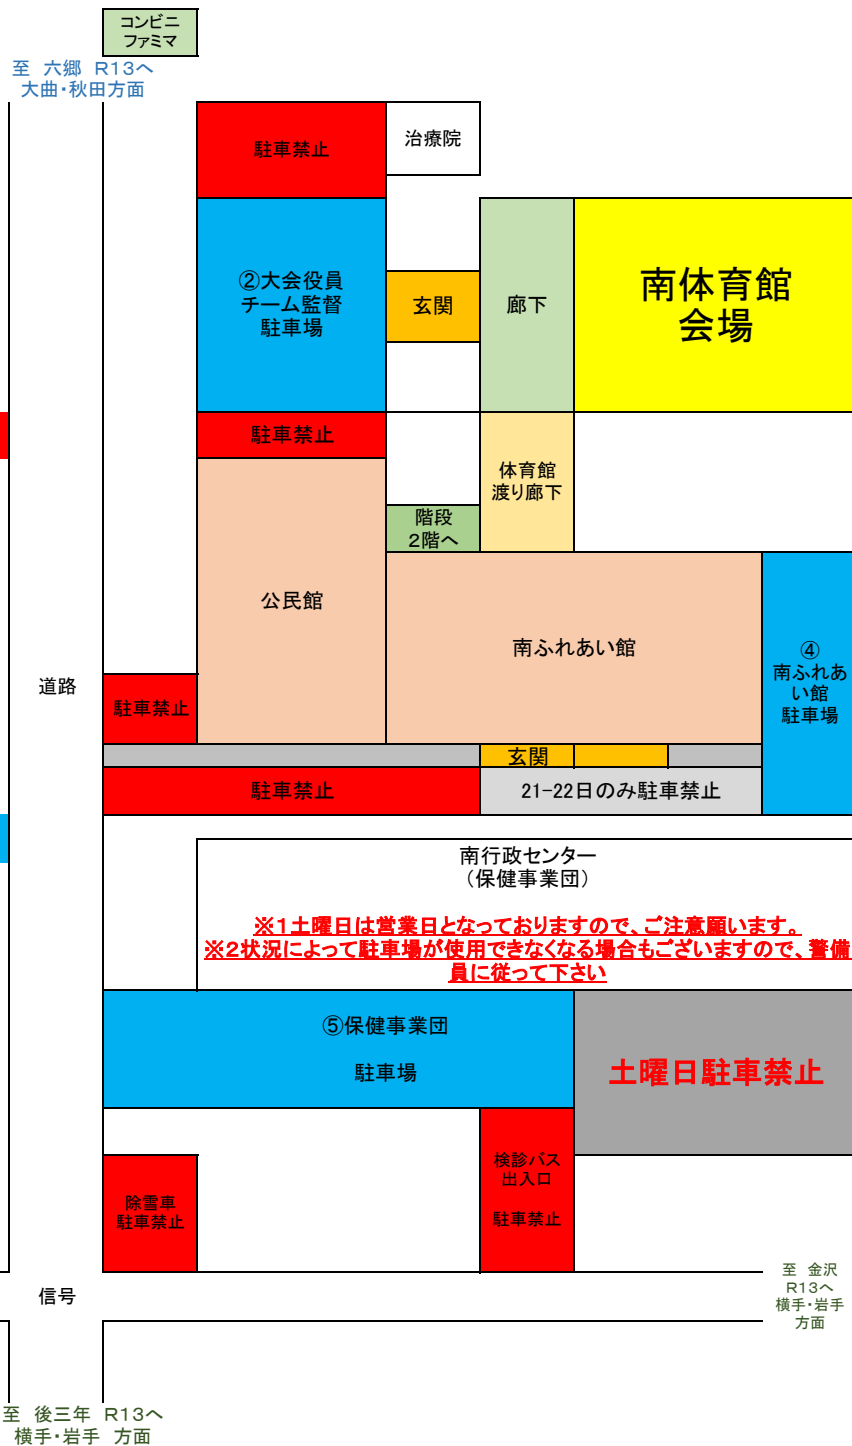 コンビニ
ファミマ
至 六郷 R13へ
大曲・秋田方面
駐車禁止
治療院
②大会役員
チーム監督
駐車場
玄関
廊下
南体育館
会場
駐車禁止
体育館
渡り廊下
階段
2階へ
公民館
南ふれあい館
④
南ふれあ
い館
駐車場
道路
駐車禁止
玄関
駐車禁止
21-22日のみ駐車禁止
南行政センター
（保健事業団）
※1土曜日は営業日となっておりますので、ご注意願います。
※2状況によって駐車場が使用できなくなる場合もございますので、警備
員に従って下さい
⑤保健事業団
駐車場
土曜日駐車禁止
検診バス
出入口
駐車禁止
除雪車
駐車禁止
信号
至 金沢
R13へ
横手・岩手
方面
至 後三年 R13へ
横手・岩手 方面